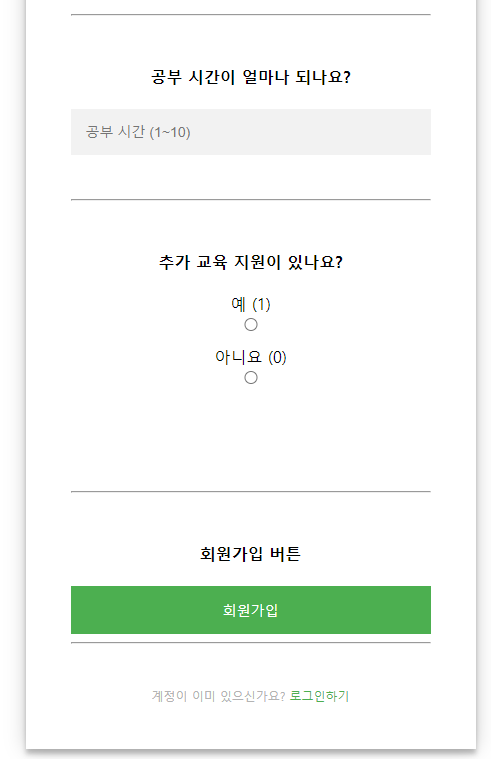 공부 시간이 얼마나 되나요?
공부 시간 (1~10)
추가 교육 지원이 있나요?
예 (1)
아니요 (0)
회원가입 버튼
회원가입
계정이 이미 있으신가요? 로그인하기